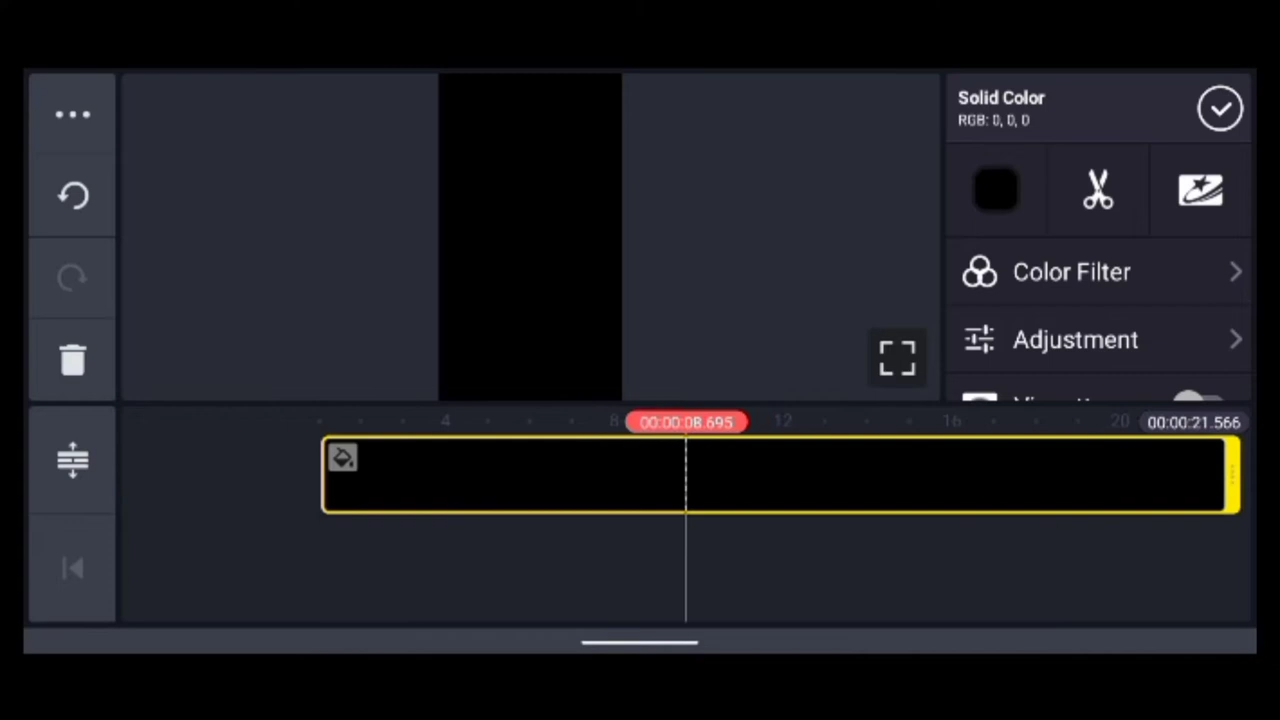 Solid Color
RGB: 0, 0, 0
Color Filter
Adjustment
4
8
00:00:08.695
12
16
20
00:00:21.566